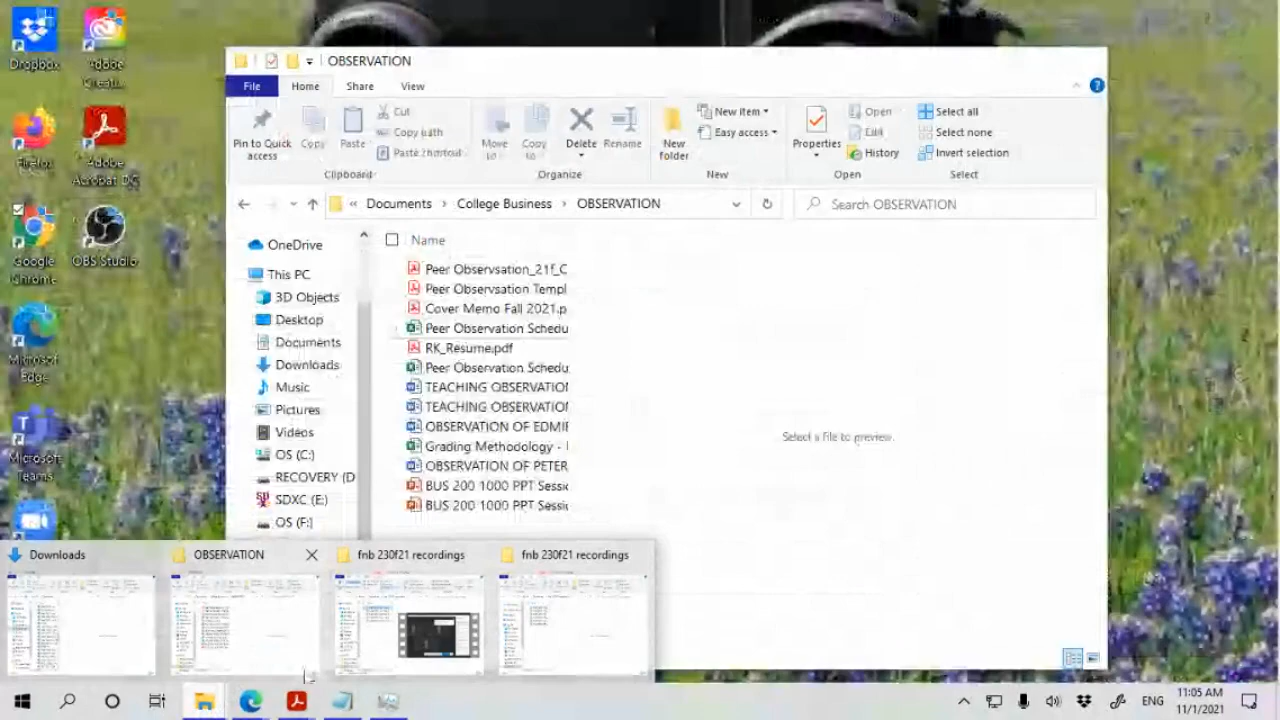 Dropbox
Adobe
Creati...
Firefox
Adobe
Acrobat DC
Google
Chrome
OBS Studio
Microsoft
Edge
Microsoft
Teams
OBSERVATION
File Home Share View
Pin to Quick
access
Copy
Paste
Cut
Copy path
Paste shortcut
Clipboard
Move
to
Copy
to
Delete
Rename
Organize
New
folder
New item
Easy access
New
Properties
Open
Edit
History
Open
Select all
Select none
Invert selection
Select
« Documents > College Business > OBSERVATION
Search OBSERVATION
OneDrive
This PC
3D Objects
Desktop
Documents
Downloads
Music
Pictures
Videos
OS (C:)
RECOVERY (D
SDXC (E:)
OS (F:)
Name
Peer Observsation_21f_C
Peer Observsation Templ
Cover Memo Fall 2021.p
Peer Observation Schedu
RK_Resume.pdf
Peer Observation Schedu
TEACHING OBSERVATION
TEACHING OBSERVATION
OBSERVATION OF EDMIF
Grading Methodology -
OBSERVATION OF PETER
BUS 200 1000 PPT Sessio
BUS 200 1000 PPT Sessio
Select a file to preview.
Downloads
OBSERVATION
fnb 230f21 recordings
fnb 230f21 recordings
ENG
11:05 AM
11/1/2021